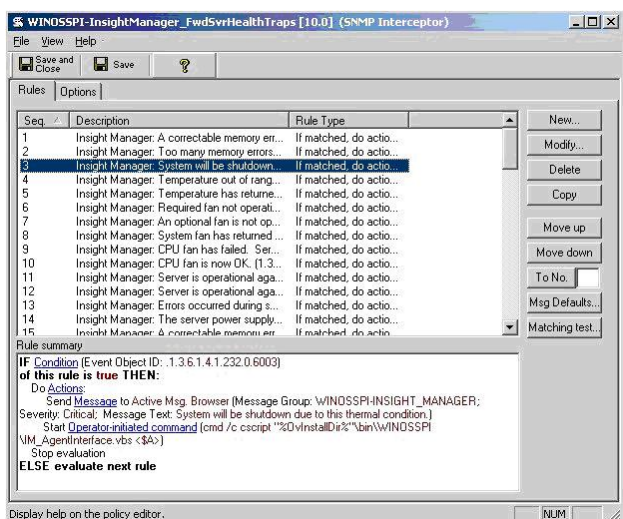 WINOSSPI-InsightManager_FwdSvrHealthTraps [10.0] (SNMP Interceptor)
File View Help
Save and Close Save ?
Rules Options
Seq. Description Rule Type
1 Insight Manager: A correctable memory err... If matched, do actio...
2 Insight Manager: Too many memory errors... If matched, do actio...
3 Insight Manager: System will be shutdown... If matched, do actio...
4 Insight Manager: Temperature out of rang... If matched, do actio...
5 Insight Manager: Temperature has returne... If matched, do actio...
6 Insight Manager: Required fan not operati... If matched, do actio...
7 Insight Manager: An optional fan is not op... If matched, do actio...
8 Insight Manager: System fan has returned ... If matched, do actio...
9 Insight Manager: CPU fan has failed. Ser... If matched, do actio...
10 Insight Manager: CPU fan is now OK. (1.3... If matched, do actio...
11 Insight Manager: Server is operational aga... If matched, do actio...
12 Insight Manager: Server is operational aga... If matched, do actio...
13 Insight Manager: Errors occurred during s... If matched, do actio...
14 Insight Manager: The server power supply... If matched, do actio...
15 Insight Manager: A correctable memory err... If matched, do actio...
New...
Modify...
Delete
Copy
Move up
Move down
To No.
Msg Defaults...
Matching test...
Rule summary
IF Condition (Event Object ID: .1.3.6.1.4.1.232.0.6003)
of this rule is true THEN:
Do Actions:
Send Message to Active Msg. Browser (Message Group: WINOSSPI-INSIGHT_MANAGER;
Severity: Critical; Message Text: System will be shutdown due to this thermal condition.)
Start Operator-initiated command (cmd /c cscript ""%OvInstallDir%"\bin\WINOSSPI
\IM_AgentInterface.vbs <$A>)
Stop evaluation
ELSE evaluate next rule
Display help on the policy editor. NUM